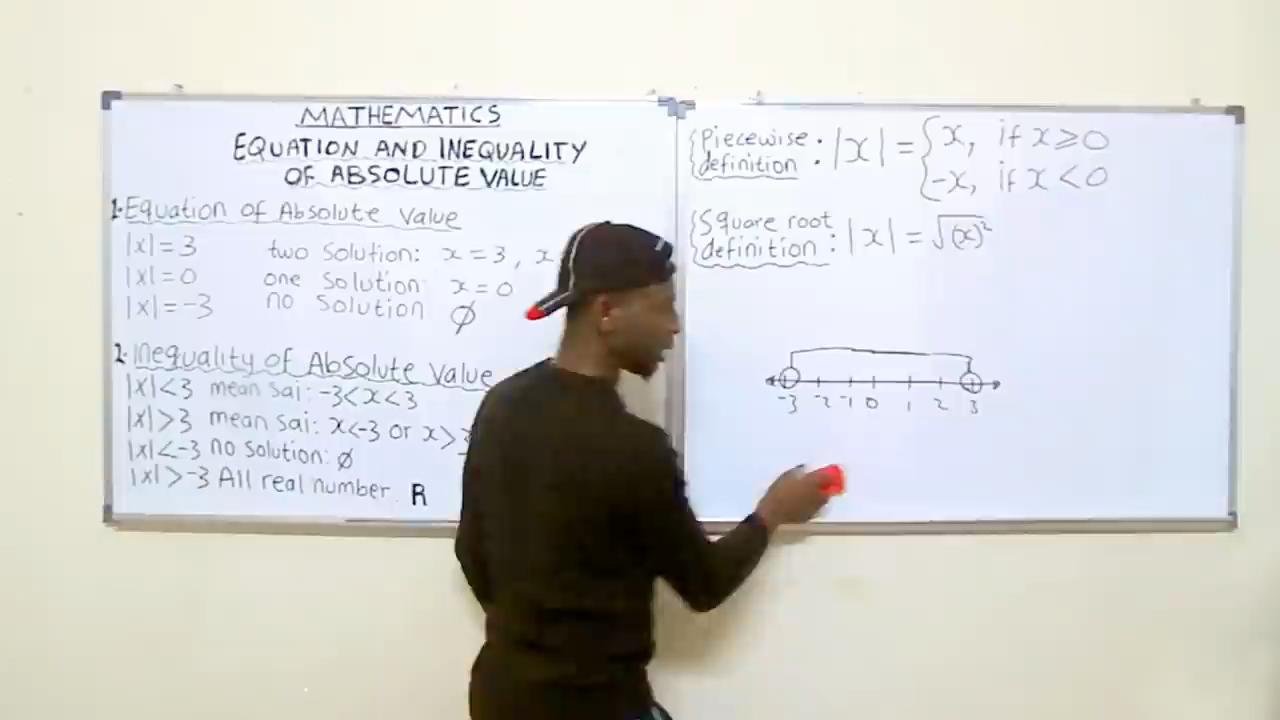 MATHEMATICS
EQUATION AND INEQUALITY
OF ABSOLUTE VALUE
1. Equation of Absolute Value
|x|=3 two solution: x=3, x
|x|=0 one solution x=0
|x|=-3 no solution ∅
2. Inequality of Absolute Value
|x|<3 mean sai: -3<x<3
|x|>3 mean sai: x<-3 or x>3
|x|<-3 no solution: ∅
|x|>-3 All real number R
Piecewise definition: |x| = { x, if x ≥ 0
-x, if x < 0
Square root
definition: |x| = √(x)²
-3 -2 -1 0 1 2 3